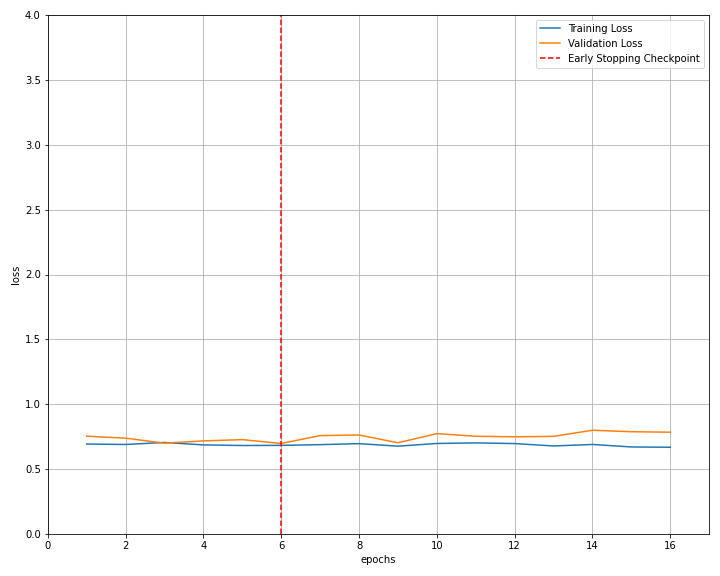 4.0
3.5
3.0
2.5
2.0
1.5
1.0
0.5
0.0
loss
Training Loss
Validation Loss
Early Stopping Checkpoint
0 2 4 6 8 10 12 14 16
epochs